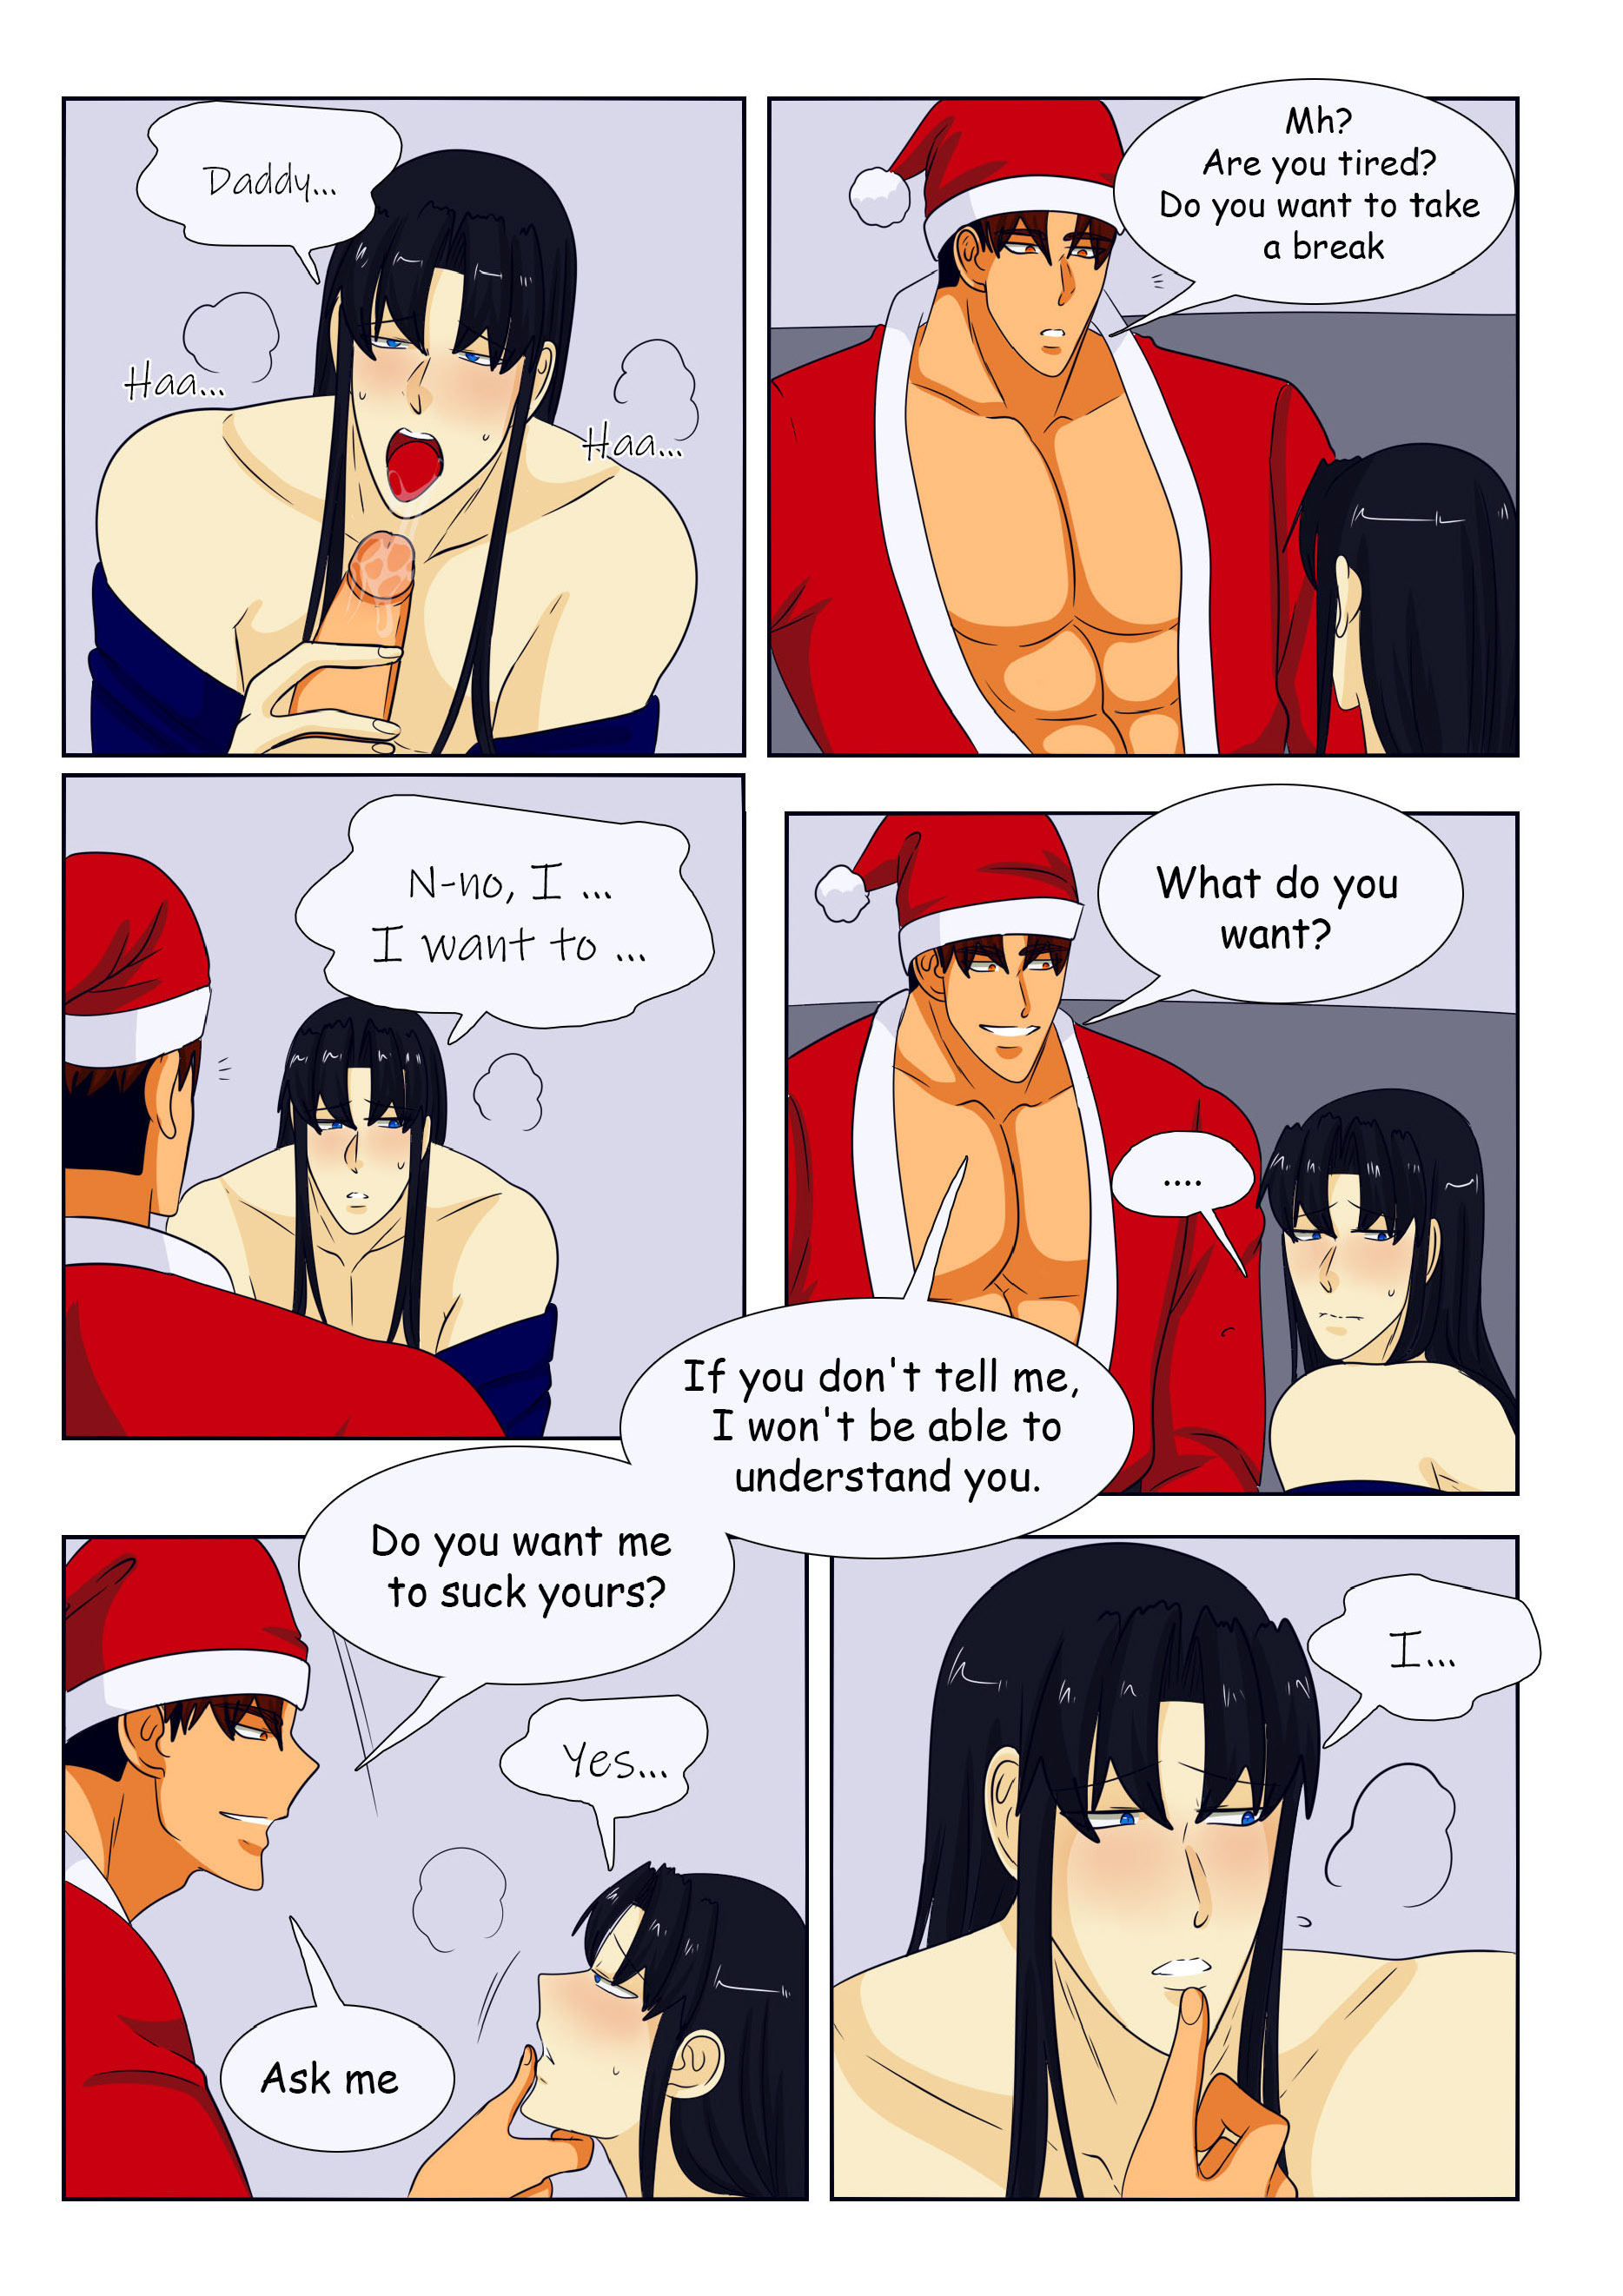 Daddy...
Haa...
Haa...
Mh?
Are you tired?
Do you want to take
a break
N-no, I ...
I want to ...
What do you
want?
....
If you don't tell me,
I won't be able to
understand you.
Do you want me
to suck yours?
Yes...
Ask me
I...